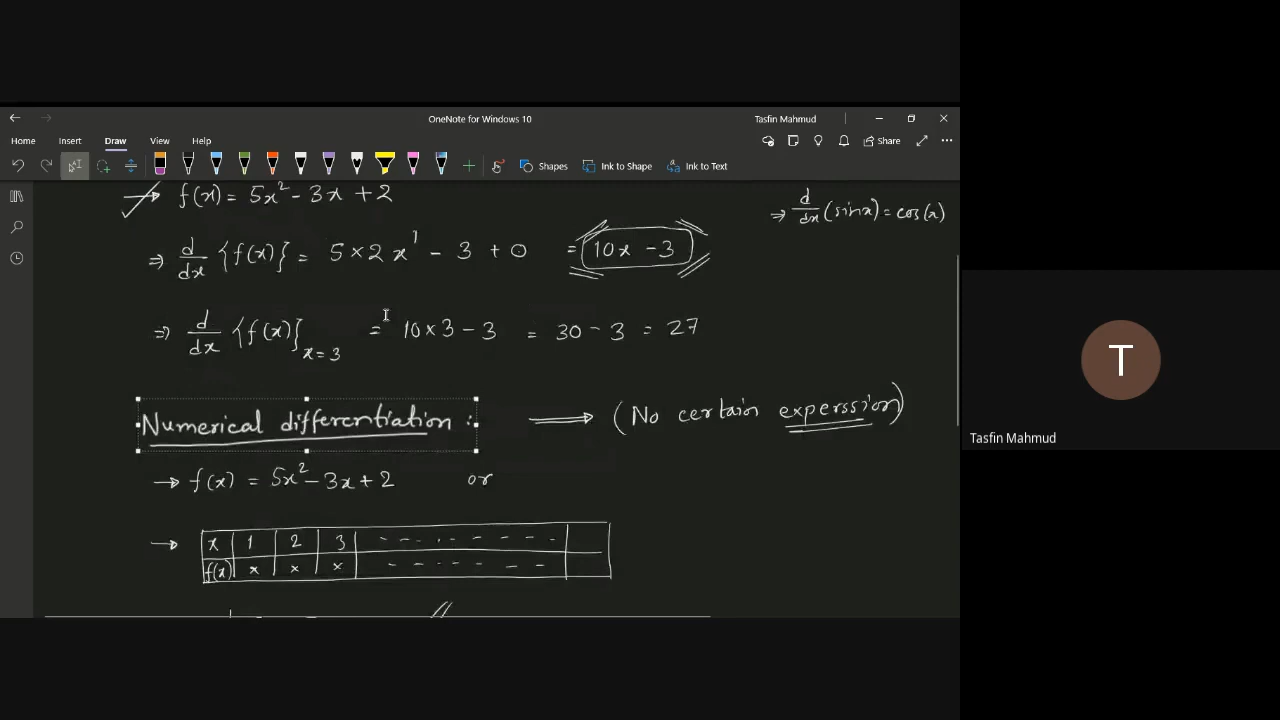 OneNote for Windows 10
Tasfin Mahmud
Home Insert Draw View Help
Share
Shapes Ink to Shape Ink to Text
f(x) = 5x² - 3x + 2
⇒ d/dx (sinx) = cos(x)
⇒ d/dx {f(x)} = 5 × 2 x¹ - 3 + 0 = 10x - 3
⇒ d/dx {f(x)}ₓ₌₃ = 10×3 - 3 = 30 - 3 = 27
Numerical differentiation : ⟹ (No certain experssion)
→ f(x) = 5x² - 3x + 2 or
→ x 1 2 3 - - - - - - - -
f(x) × × × - - - - - - -
T
Tasfin Mahmud